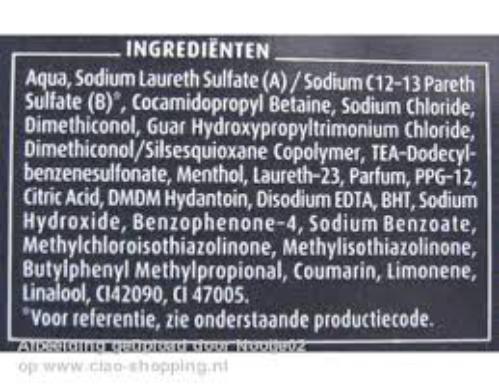 INGREDIËNTEN
Aqua, Sodium Laureth Sulfate (A) / Sodium C12-13 Pareth
Sulfate (B)*, Cocamidopropyl Betaine, Sodium Chloride,
Dimethiconol, Guar Hydroxypropyltrimonium Chloride,
Dimethiconol/Silsesquioxane Copolymer, TEA-Dodecyl-
benzenesulfonate, Menthol, Laureth-23, Parfum, PPG-12,
Citric Acid, DMDM Hydantoin, Disodium EDTA, BHT, Sodium
Hydroxide, Benzophenone-4, Sodium Benzoate,
Methylchloroisothiazolinone, Methylisothiazolinone,
Butylphenyl Methylpropional, Coumarin, Limonene,
Linalool, CI42090, CI 47005.
*Voor referentie, zie onderstaande productiecode.
Afbeelding geupload door Nootje02
op www.ciao-shopping.nl